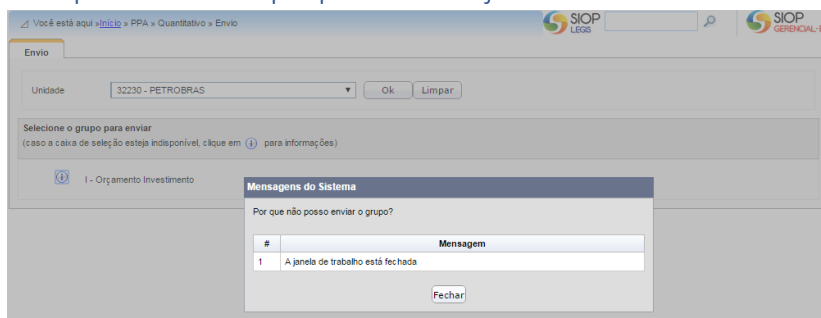 Você está aqui »Início » PPA » Quantitativo » Envio
SIOP
LEGIS
SIOP
GERENCIAL-
Envio
Unidade
32230 - PETROBRAS
Ok
Limpar
Selecione o grupo para enviar
(caso a caixa de seleção esteja indisponível, clique em (i) para informações)
I - Orçamento Investimento
Mensagens do Sistema
Por que não posso enviar o grupo?
# Mensagem
1 A janela de trabalho está fechada
Fechar